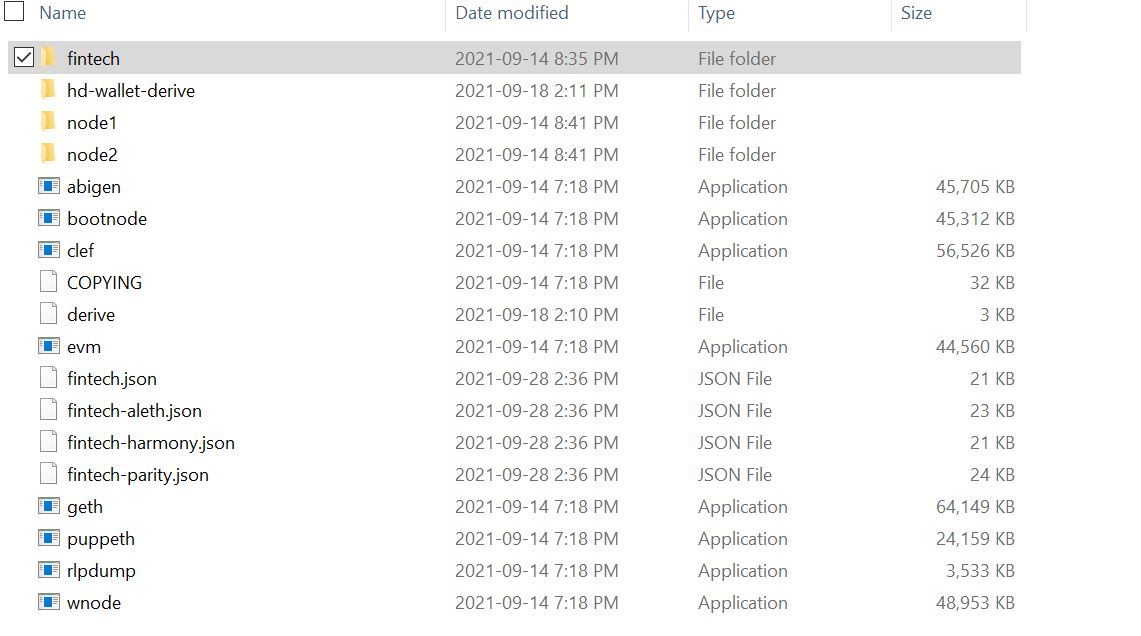 Name Date modified Type Size
fintech 2021-09-14 8:35 PM File folder
hd-wallet-derive 2021-09-18 2:11 PM File folder
node1 2021-09-14 8:41 PM File folder
node2 2021-09-14 8:41 PM File folder
abigen 2021-09-14 7:18 PM Application 45,705 KB
bootnode 2021-09-14 7:18 PM Application 45,312 KB
clef 2021-09-14 7:18 PM Application 56,526 KB
COPYING 2021-09-14 7:18 PM File 32 KB
derive 2021-09-18 2:10 PM File 3 KB
evm 2021-09-14 7:18 PM Application 44,560 KB
fintech.json 2021-09-28 2:36 PM JSON File 21 KB
fintech-aleth.json 2021-09-28 2:36 PM JSON File 23 KB
fintech-harmony.json 2021-09-28 2:36 PM JSON File 21 KB
fintech-parity.json 2021-09-28 2:36 PM JSON File 24 KB
geth 2021-09-14 7:18 PM Application 64,149 KB
puppeth 2021-09-14 7:18 PM Application 24,159 KB
rlpdump 2021-09-14 7:18 PM Application 3,533 KB
wnode 2021-09-14 7:18 PM Application 48,953 KB